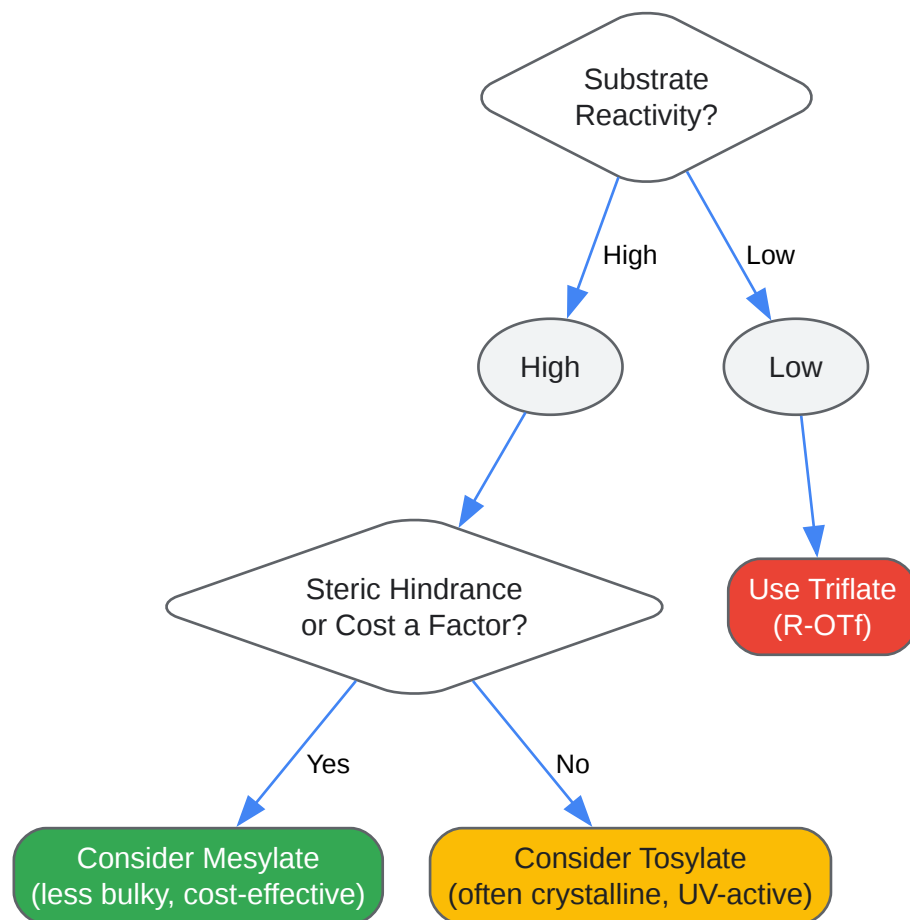 Substrate
Reactivity?
High
Low
High
Low
Steric Hindrance
or Cost a Factor?
Use Triflate
(R-OTf)
Yes
No
Consider Mesylate
(less bulky, cost-effective)
Consider Tosylate
(often crystalline, UV-active)